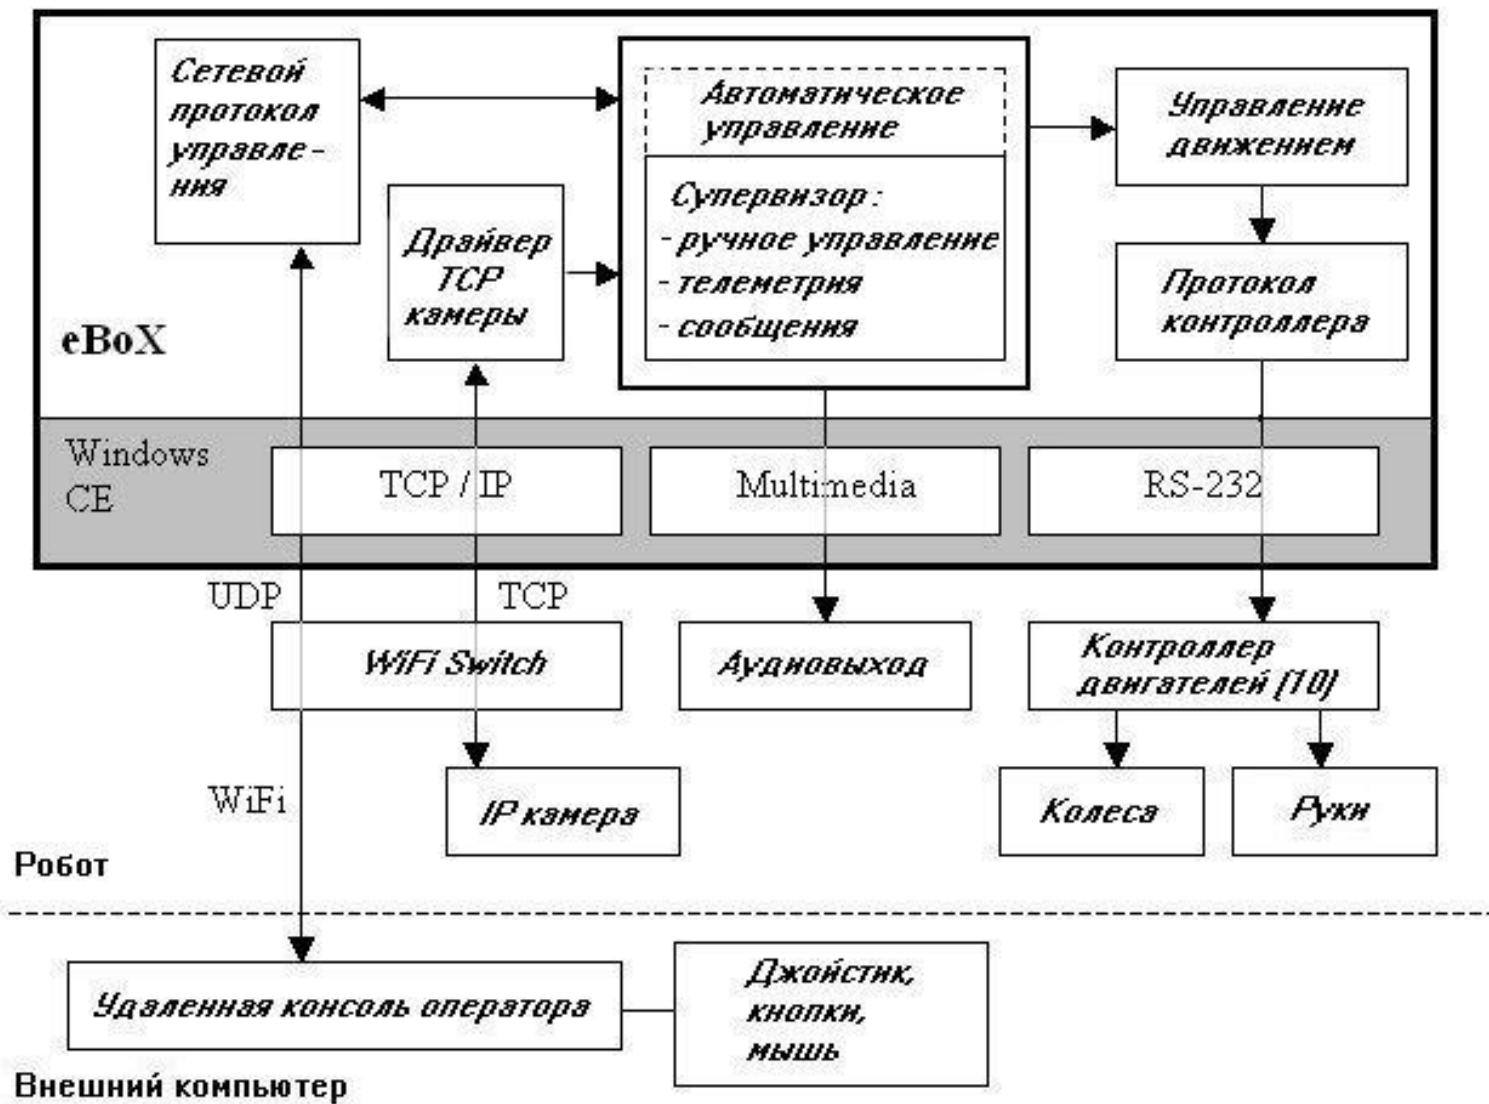 Сетевой
протокол
управле-
ния
Автоматическое
управление
Управление
движением
Драйвер
TCP
камеры
Супервизор:
- ручное управление
- телеметрия
- сообщения
Протокол
контроллера
eBoX
Windows
CE
TCP / IP
Multimedia
RS-232
UDP
TCP
WiFi Switch
Аудиовыход
Контроллер
двигателей (10)
WiFi
IP камера
Колеса
Руки
Робот
Удаленная консоль оператора
Джойстик,
кнопки,
мышь
Внешний компьютер